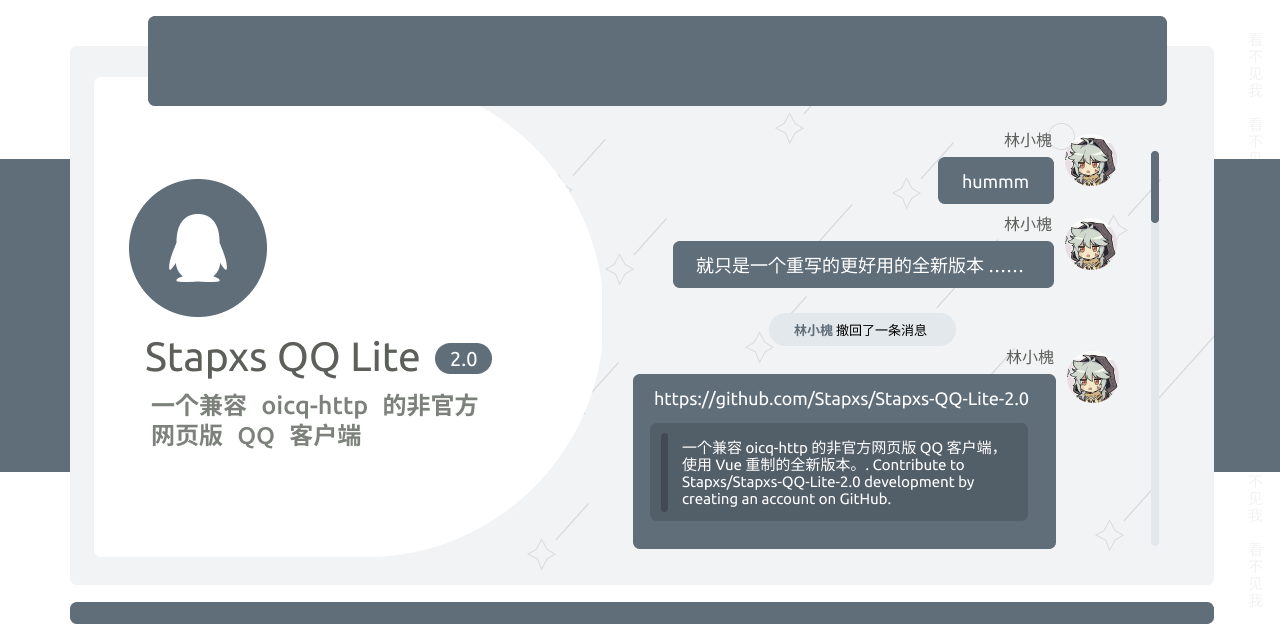 Stapxs QQ Lite 2.0
一个兼容 oicq-http 的非官方
网页版 QQ 客户端
林小槐
hummm
林小槐
就只是一个重写的更好用的全新版本 ……
林小槐 撤回了一条消息
林小槐
https://github.com/Stapxs/Stapxs-QQ-Lite-2.0
一个兼容 oicq-http 的非官方网页版 QQ 客户端，
使用 Vue 重制的全新版本。. Contribute to
Stapxs/Stapxs-QQ-Lite-2.0 development by
creating an account on GitHub.
看不见我
看不见
不见我
看不见我